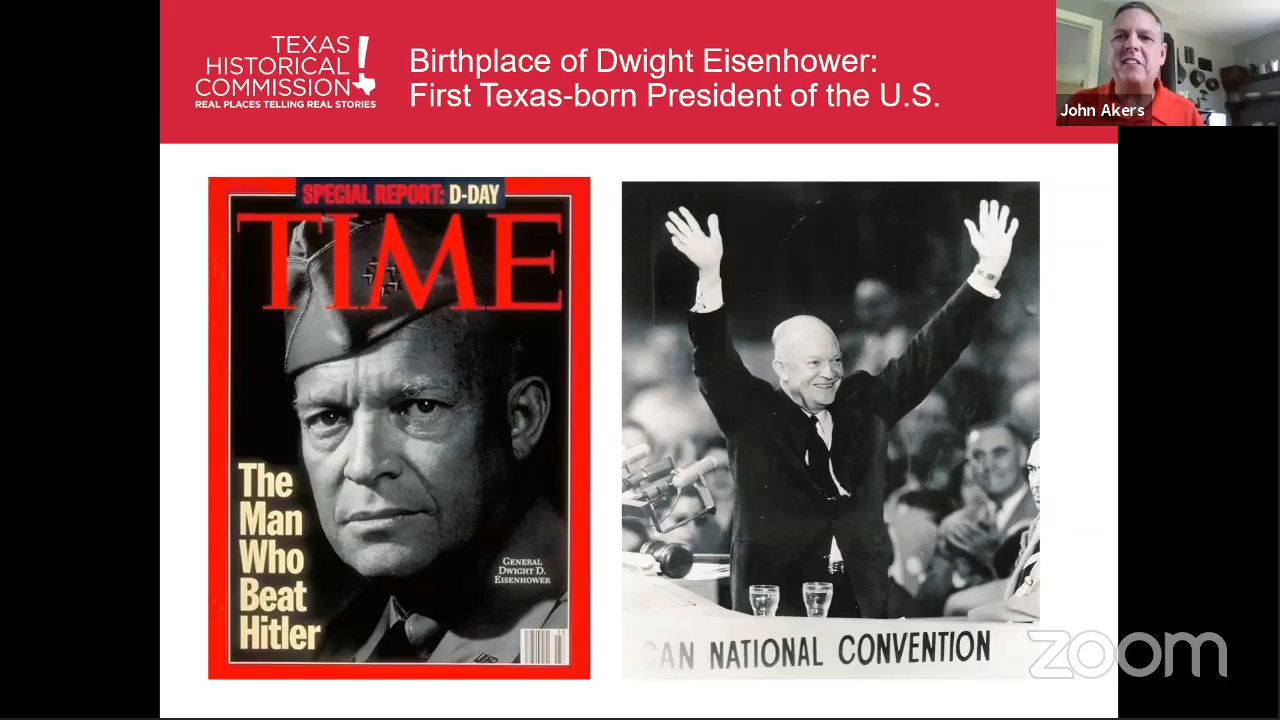 TEXAS
HISTORICAL
COMMISSION
REAL PLACES TELLING REAL STORIES
Birthplace of Dwight Eisenhower:
First Texas-born President of the U.S.
John Akers
SPECIAL REPORT: D-DAY
TIME
The
Man
Who
Beat
Hitler
GENERAL
DWIGHT D.
EISENHOWER
CAN NATIONAL CONVENTION
zoom